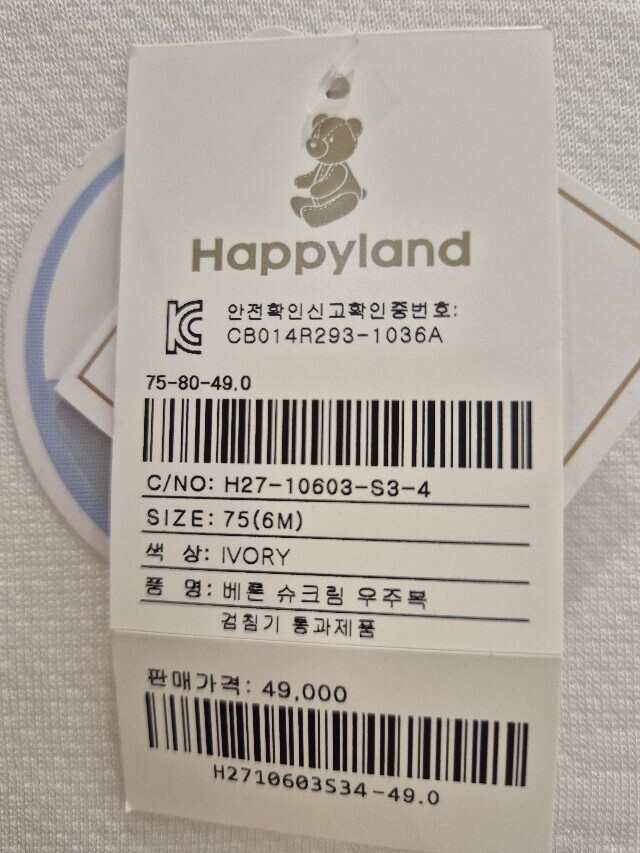 Happyland
안전확인신고확인증번호:
CB014R293-1036A
75-80-49.0
C/NO: H27-10603-S3-4
SIZE: 75(6M)
색 상: IVORY
품 명: 베론 슈크림 우주복
검침기 통과제품
판매가격: 49,000
H2710603S34-49.0